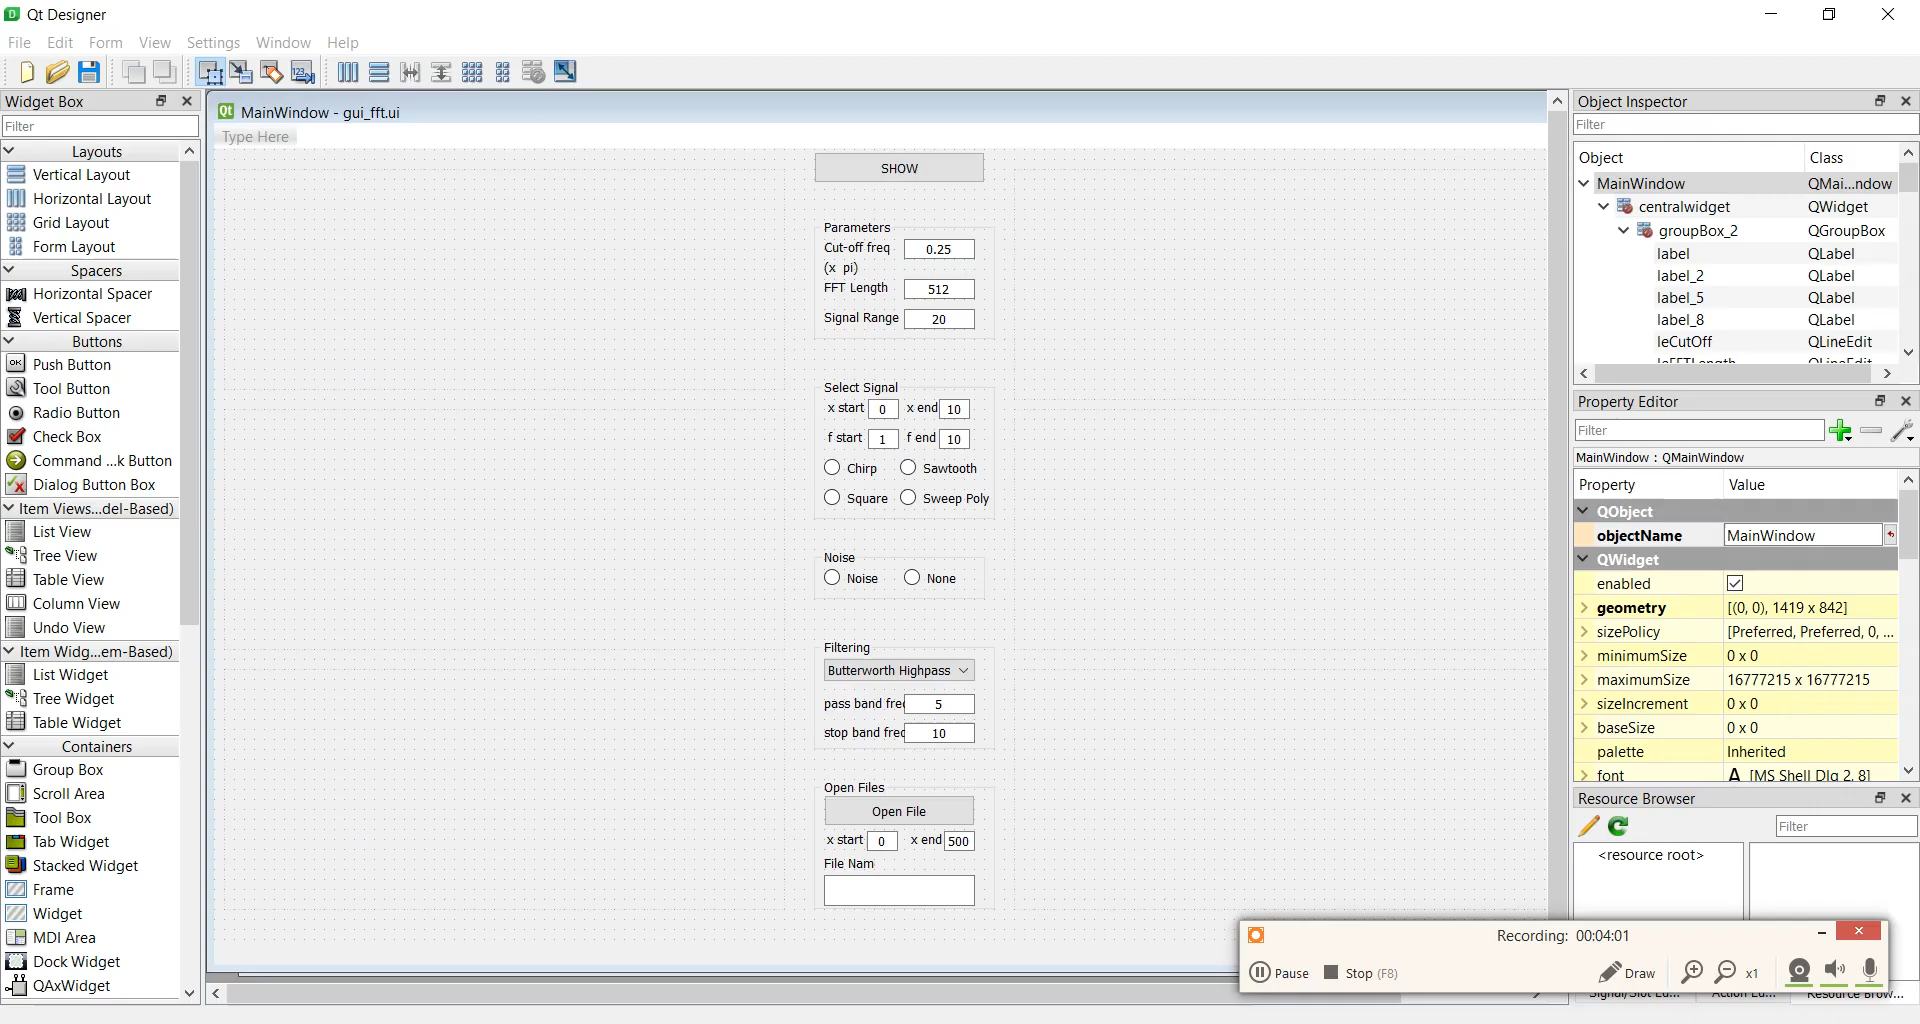 Qt Designer
File Edit Form View Settings Window Help
Widget Box
Filter
Layouts
Vertical Layout
Horizontal Layout
Grid Layout
Form Layout
Spacers
Horizontal Spacer
Vertical Spacer
Buttons
Push Button
Tool Button
Radio Button
Check Box
Command ...k Button
Dialog Button Box
Item Views...del-Based)
List View
Tree View
Table View
Column View
Undo View
Item Widg...em-Based)
List Widget
Tree Widget
Table Widget
Containers
Group Box
Scroll Area
Tool Box
Tab Widget
Stacked Widget
Frame
Widget
MDI Area
Dock Widget
QAxWidget
MainWindow - gui_fft.ui
Type Here
SHOW
Parameters
Cut-off freq 0.25
(x pi)
FFT Length 512
Signal Range 20
Select Signal
x start 0 x end 10
f start 1 f end 10
Chirp Sawtooth
Square Sweep Poly
Noise
Noise None
Filtering
Butterworth Highpass
pass band fre 5
stop band fre 10
Open Files
Open File
x start 0 x end 500
File Nam
Object Inspector
Filter
Object Class
MainWindow QMai...ndow
centralwidget QWidget
groupBox_2 QGroupBox
label QLabel
label_2 QLabel
label_5 QLabel
label_8 QLabel
leCutOff QLineEdit
leFFTLength QLineEdit
Property Editor
Filter
MainWindow : QMainWindow
Property Value
QObject
objectName MainWindow
QWidget
enabled
geometry [(0, 0), 1419 x 842]
sizePolicy [Preferred, Preferred, 0, ...
minimumSize 0 x 0
maximumSize 16777215 x 16777215
sizeIncrement 0 x 0
baseSize 0 x 0
palette Inherited
font A [MS Shell Dlg 2, 8]
Resource Browser
Filter
<resource root>
Recording: 00:04:01
Pause Stop (F8) Draw x1
Signal/Slot Ed... Action Ed... Resource Brow...